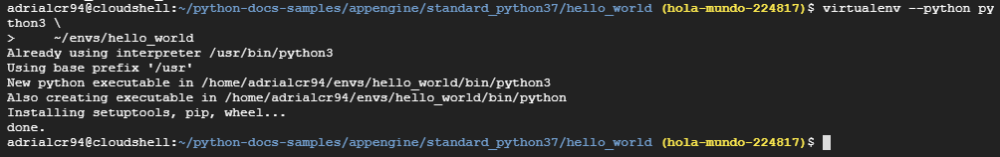 adrialcr94@cloudshell:~/python-docs-samples/appengine/standard_python37/hello_world (hola-mundo-224817)$ virtualenv --python py
thon3 \
>     ~/envs/hello_world
Already using interpreter /usr/bin/python3
Using base prefix '/usr'
New python executable in /home/adrialcr94/envs/hello_world/bin/python3
Also creating executable in /home/adrialcr94/envs/hello_world/bin/python
Installing setuptools, pip, wheel...
done.
adrialcr94@cloudshell:~/python-docs-samples/appengine/standard_python37/hello_world (hola-mundo-224817)$